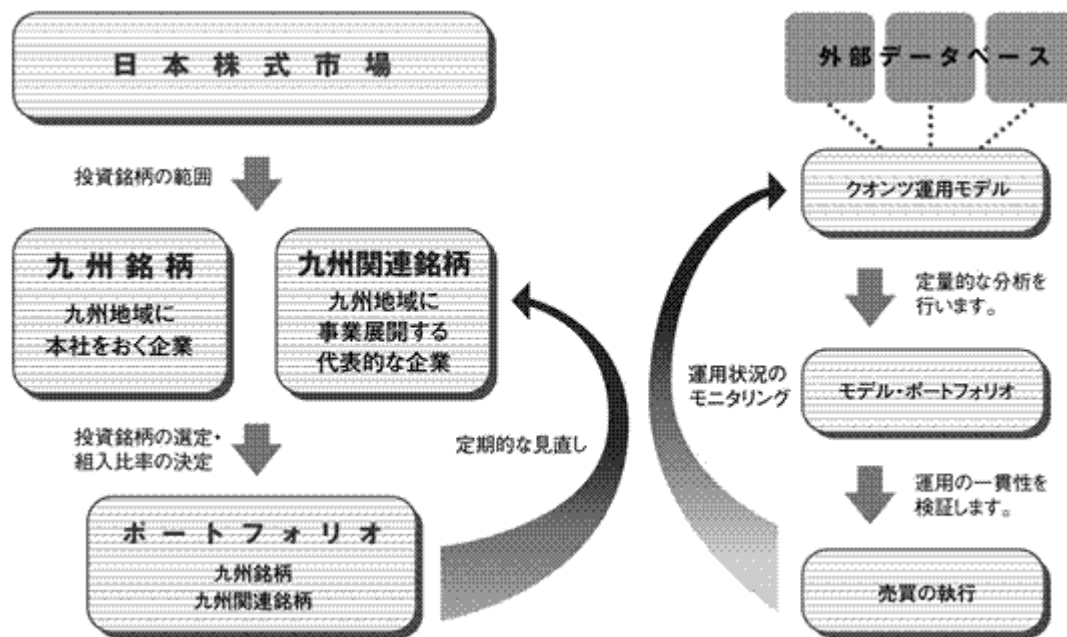 日本株式市場
投資銘柄の範囲
九州銘柄
九州地域に
本社をおく企業
九州関連銘柄
九州地域に
事業展開する
代表的な企業
投資銘柄の選定・
組入比率の決定
定期的な見直し
ポートフォリオ
九州銘柄
九州関連銘柄
外部データベース
クオンツ運用モデル
定量的な分析を
行います。
運用状況の
モニタリング
モデル・ポートフォリオ
運用の一貫性を
検証します。
売買の執行